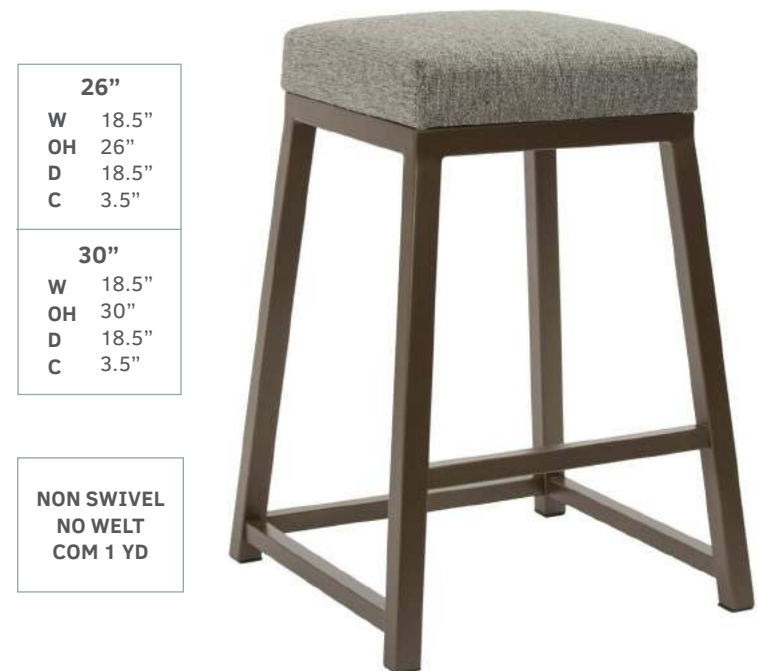 26”
W 18.5”
OH 26”
D 18.5”
C 3.5”
30”
W 18.5”
OH 30”
D 18.5”
C 3.5”
NON SWIVEL
NO WELT
COM 1 YD